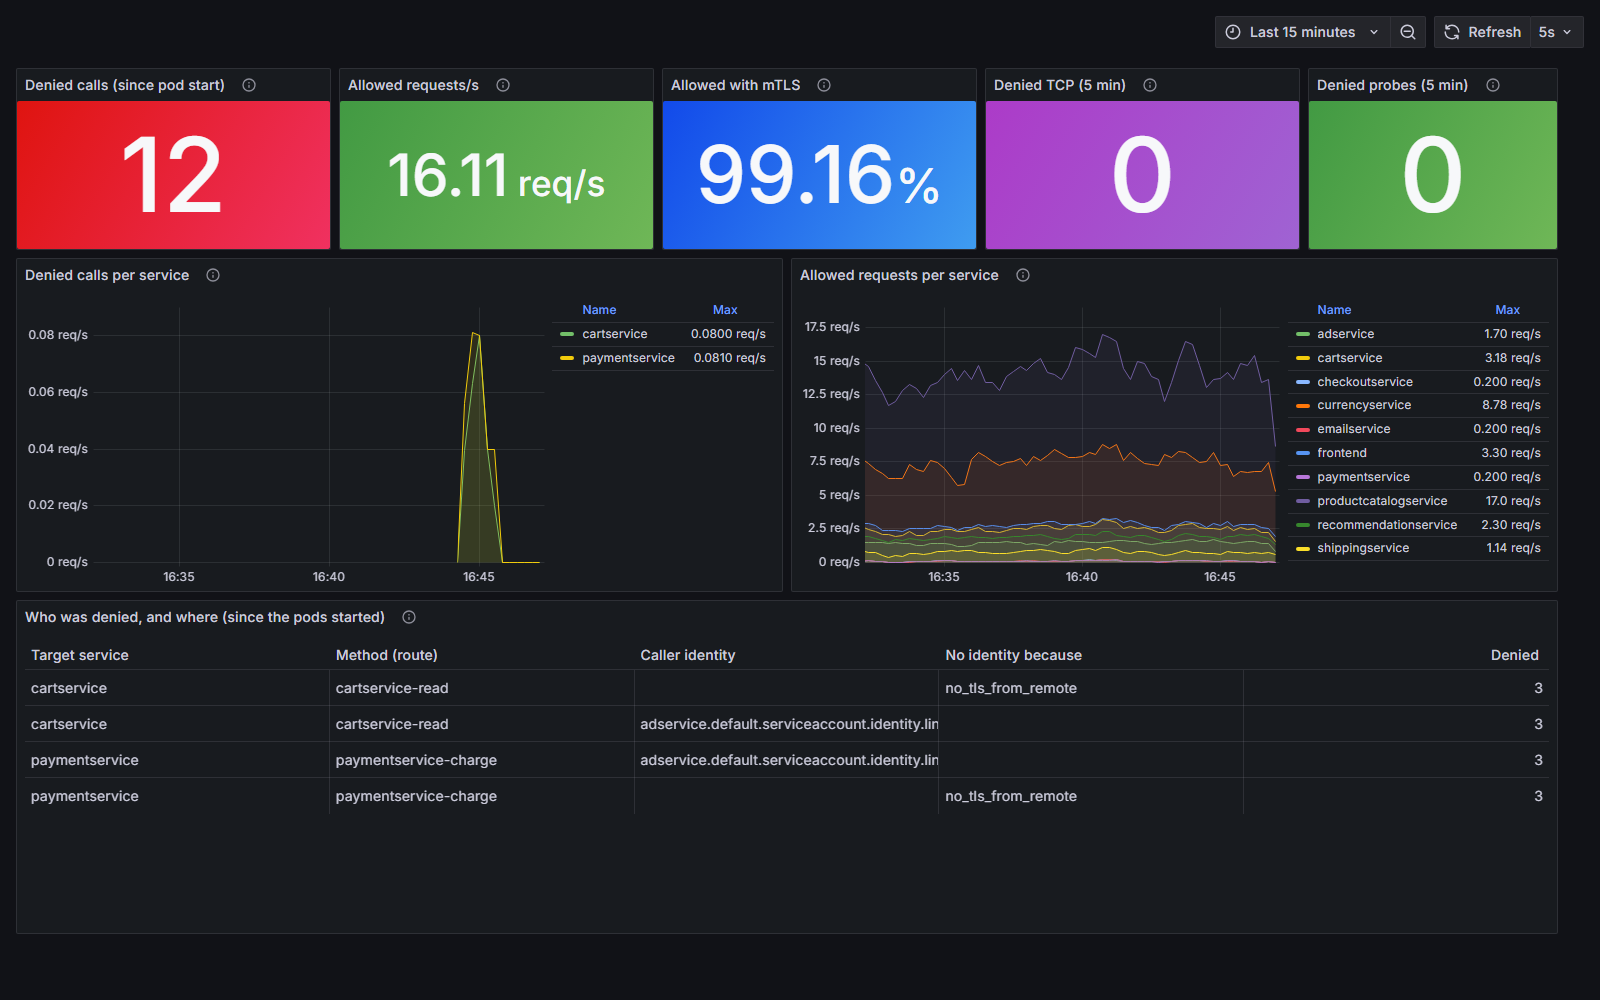 Last 15 minutes
Refresh
5s
Denied calls (since pod start)
12
Allowed requests/s
16.11 req/s
Allowed with mTLS
99.16%
Denied TCP (5 min)
0
Denied probes (5 min)
0
Denied calls per service
0.08 req/s
0.06 req/s
0.04 req/s
0.02 req/s
0 req/s
16:35 16:40 16:45
Name Max
cartservice 0.0800 req/s
paymentservice 0.0810 req/s
Allowed requests per service
17.5 req/s
15 req/s
12.5 req/s
10 req/s
7.5 req/s
5 req/s
2.5 req/s
0 req/s
16:35 16:40 16:45
Name Max
adservice 1.70 req/s
cartservice 3.18 req/s
checkoutservice 0.200 req/s
currencyservice 8.78 req/s
emailservice 0.200 req/s
frontend 3.30 req/s
paymentservice 0.200 req/s
productcatalogservice 17.0 req/s
recommendationservice 2.30 req/s
shippingservice 1.14 req/s
Who was denied, and where (since the pods started)
Target service Method (route) Caller identity No identity because Denied
cartservice cartservice-read no_tls_from_remote 3
cartservice cartservice-read adservice.default.serviceaccount.identity.lin 3
paymentservice paymentservice-charge adservice.default.serviceaccount.identity.lin 3
paymentservice paymentservice-charge no_tls_from_remote 3